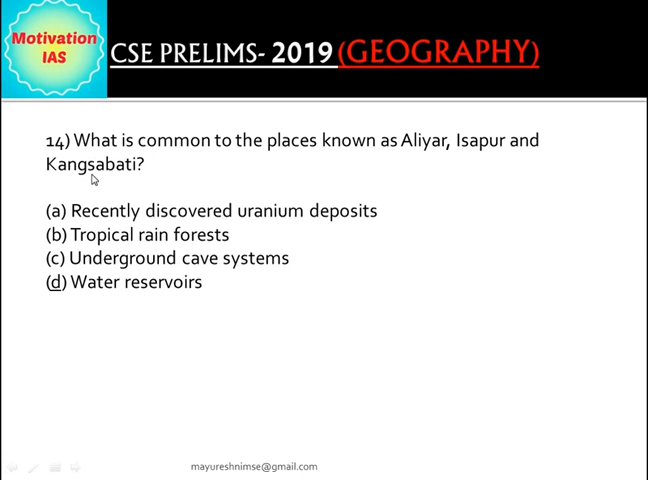 Motivation
IAS
CSE PRELIMS- 2019 (GEOGRAPHY)
14) What is common to the places known as Aliyar, Isapur and
Kangsabati?
(a) Recently discovered uranium deposits
(b) Tropical rain forests
(c) Underground cave systems
(d) Water reservoirs
mayureshnimse@gmail.com